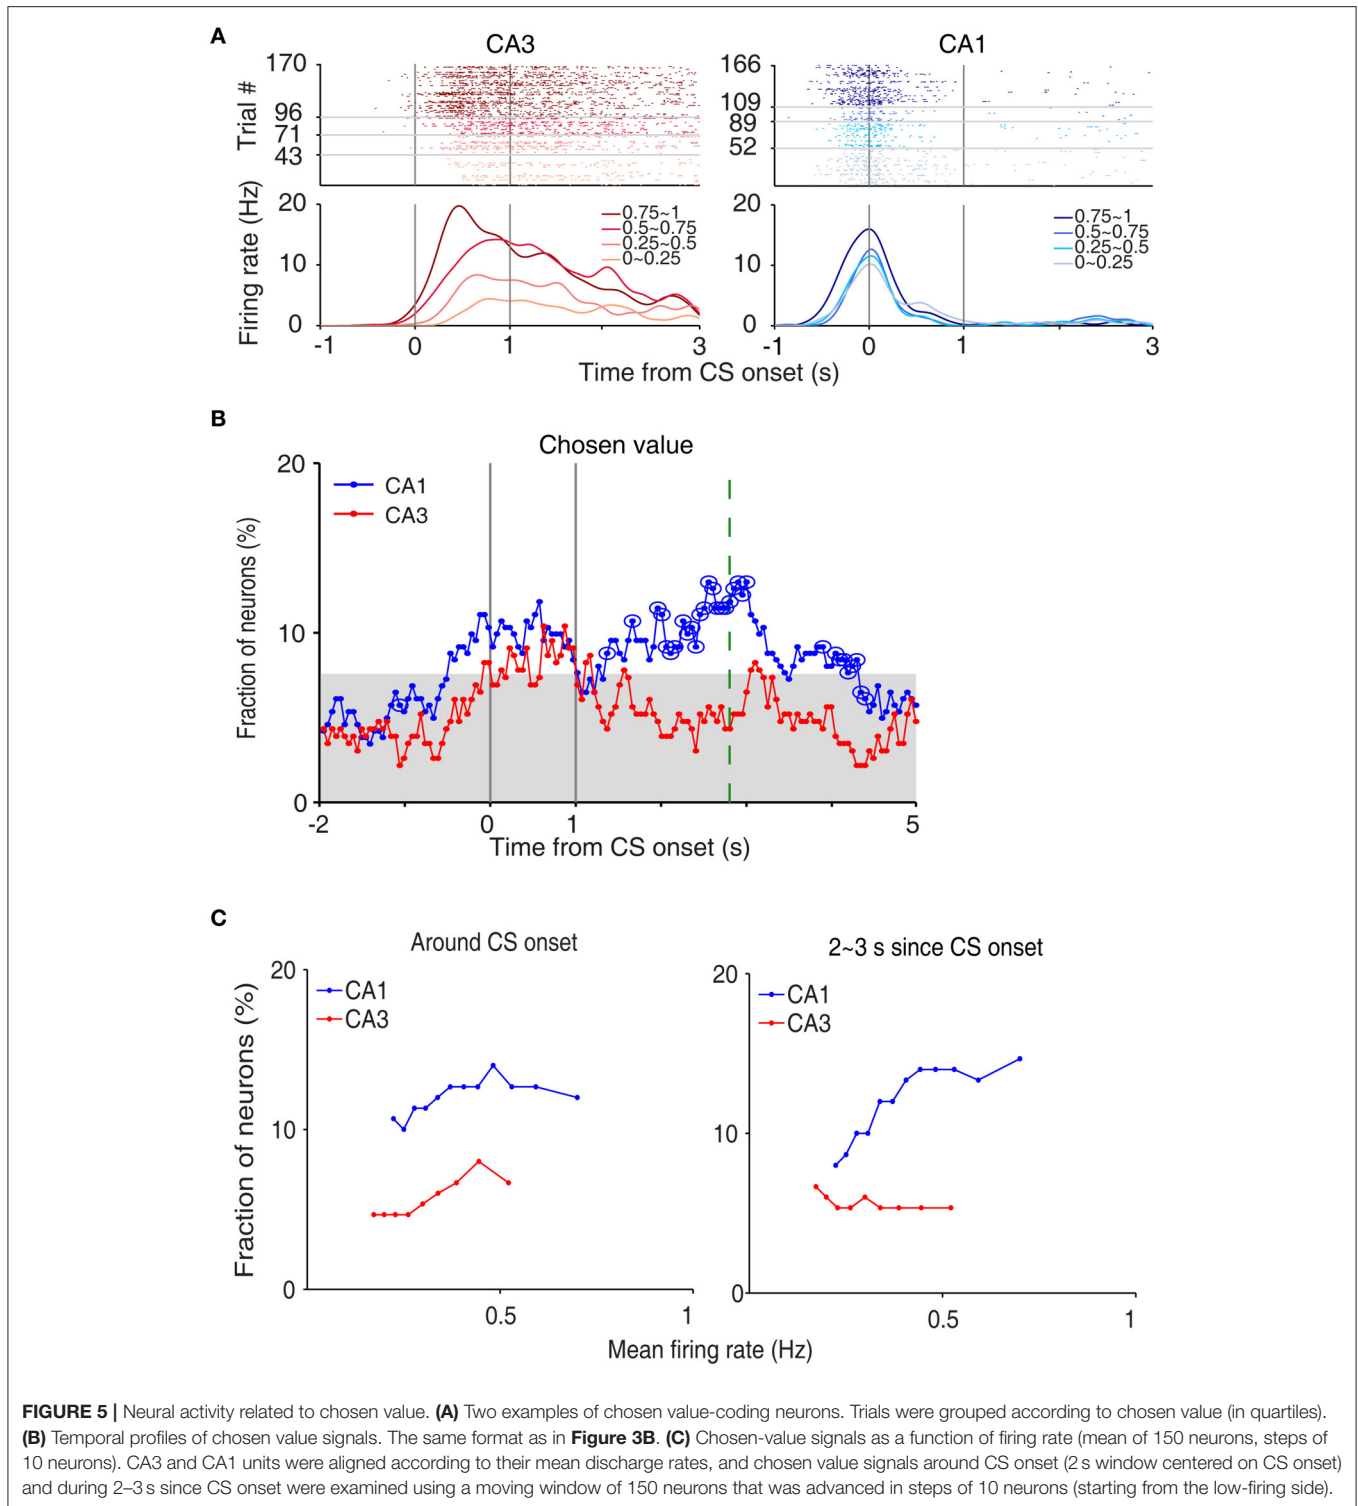 A
CA3
CA1
Trial #
170
96
71
43
166
109
89
52
Firing rate (Hz)
20
10
0
0.75~1
0.5~0.75
0.25~0.5
0~0.25
-1
0
1
3
20
10
0
0.75~1
0.5~0.75
0.25~0.5
0~0.25
-1
0
1
3
Time from CS onset (s)
B
Chosen value
Fraction of neurons (%)
20
10
0
CA1
CA3
-2
0
1
5
Time from CS onset (s)
C
Around CS onset
2~3 s since CS onset
Fraction of neurons (%)
20
10
0
CA1
CA3
0.5
1
20
10
0
CA1
CA3
0.5
1
Mean firing rate (Hz)
FIGURE 5 | Neural activity related to chosen value. (A) Two examples of chosen value-coding neurons. Trials were grouped according to chosen value (in quartiles).
(B) Temporal profiles of chosen value signals. The same format as in Figure 3B. (C) Chosen-value signals as a function of firing rate (mean of 150 neurons, steps of
10 neurons). CA3 and CA1 units were aligned according to their mean discharge rates, and chosen value signals around CS onset (2 s window centered on CS onset)
and during 2–3 s since CS onset were examined using a moving window of 150 neurons that was advanced in steps of 10 neurons (starting from the low-firing side).